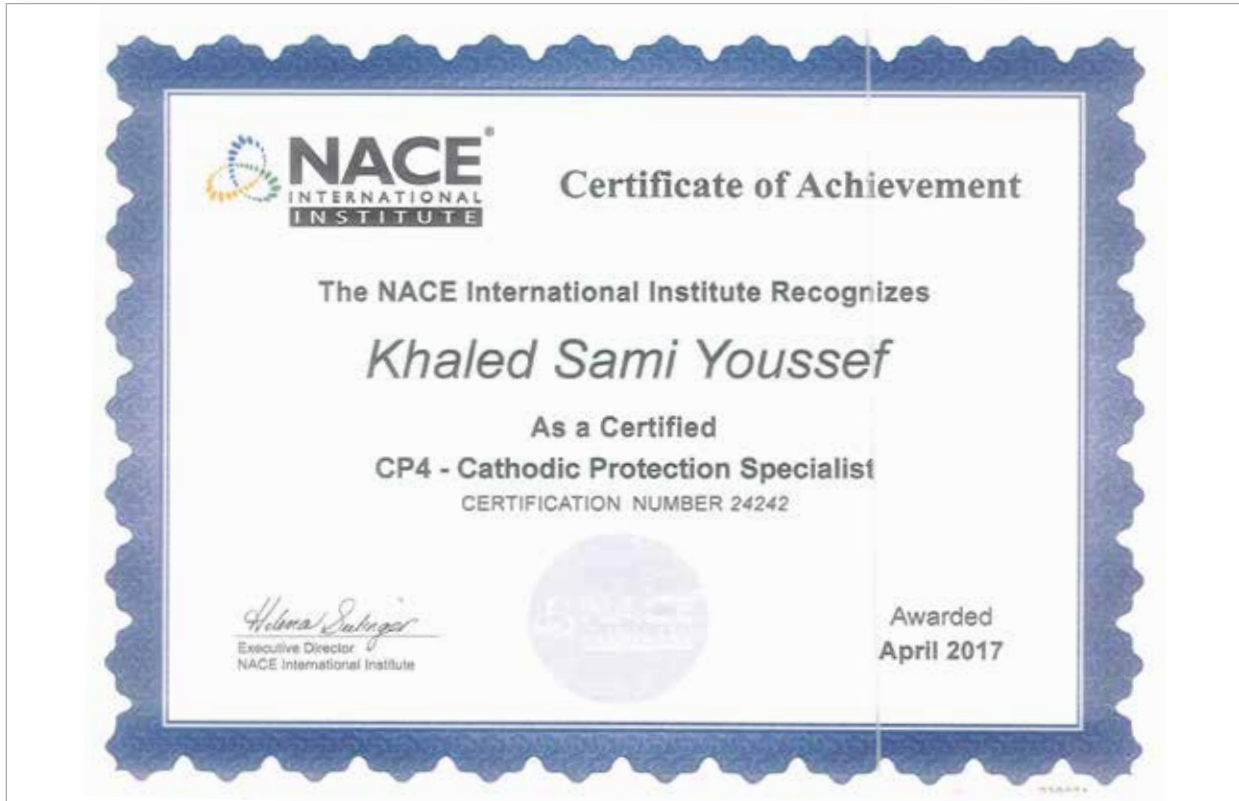 NACE®
INTERNATIONAL
INSTITUTE
Certificate of Achievement
The NACE International Institute Recognizes
Khaled Sami Youssef
As a Certified
CP4 - Cathodic Protection Specialist
CERTIFICATION NUMBER 24242
Executive Director
NACE International Institute
Awarded
April 2017